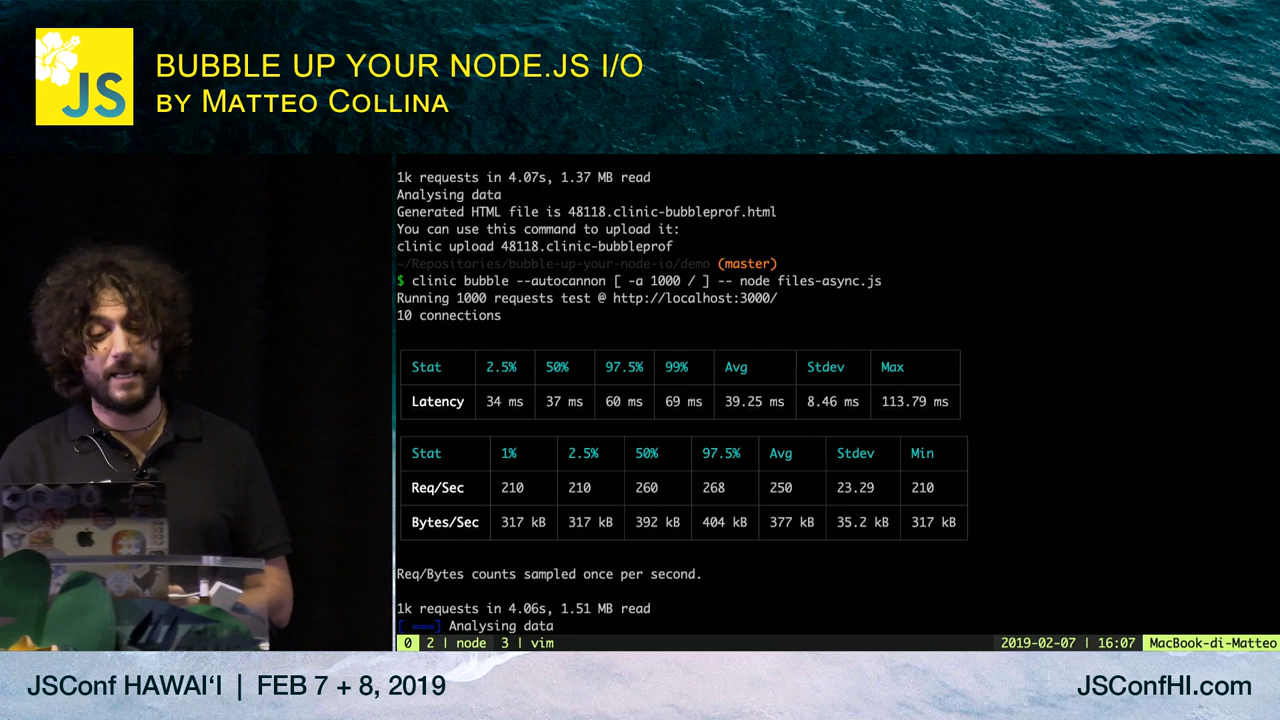 JS
BUBBLE UP YOUR NODE.JS I/O
BY MATTEO COLLINA
1k requests in 4.07s, 1.37 MB read
Analysing data
Generated HTML file is 48118.clinic-bubbleprof.html
You can use this command to upload it:
clinic upload 48118.clinic-bubbleprof
~/Repositories/bubble-up-your-node-io/demo (master)
$ clinic bubble --autocannon [ -a 1000 / ] -- node files-async.js
Running 1000 requests test @ http://localhost:3000/
10 connections
Stat 2.5% 50% 97.5% 99% Avg Stdev Max
Latency 34 ms 37 ms 60 ms 69 ms 39.25 ms 8.46 ms 113.79 ms
Stat 1% 2.5% 50% 97.5% Avg Stdev Min
Req/Sec 210 210 260 268 250 23.29 210
Bytes/Sec 317 kB 317 kB 392 kB 404 kB 377 kB 35.2 kB 317 kB
Req/Bytes counts sampled once per second.
1k requests in 4.06s, 1.51 MB read
[ ===] Analysing data
0 2 | node 3 | vim 2019-02-07 | 16:07 MacBook-di-Matteo
JSConf HAWAI‘I | FEB 7 + 8, 2019
JSConfHI.com